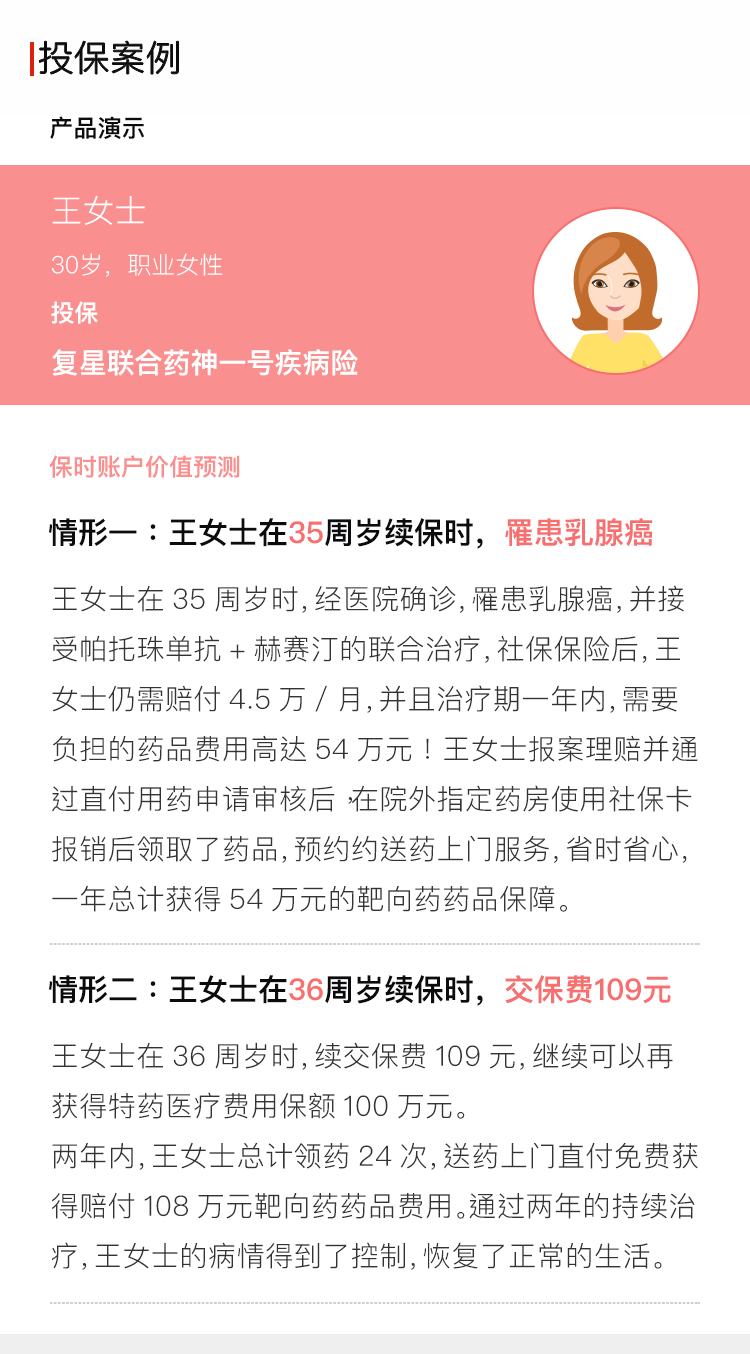 投保案例
产品演示
王女士
30岁，职业女性
投保
复星联合药神一号疾病险
保时账户价值预测
情形一：王女士在35周岁续保时，罹患乳腺癌
王女士在 35 周岁时，经医院确诊，罹患乳腺癌，并接
受帕托珠单抗 + 赫赛汀的联合治疗，社保保险后，王
女士仍需赔付 4.5 万 / 月，并且治疗期一年内，需要
负担的药品费用高达 54 万元！王女士报案理赔并通
过直付用药申请审核后，在院外指定药房使用社保卡
报销后领取了药品，预约约送药上门服务，省时省心，
一年总计获得 54 万元的靶向药药品保障。
情形二：王女士在36周岁续保时，交保费109元
王女士在 36 周岁时，续交保费 109 元，继续可以再
获得特药医疗费用保额 100 万元。
两年内，王女士总计领药 24 次，送药上门直付免费获
得赔付 108 万元靶向药药品费用。通过两年的持续治
疗，王女士的病情得到了控制，恢复了正常的生活。